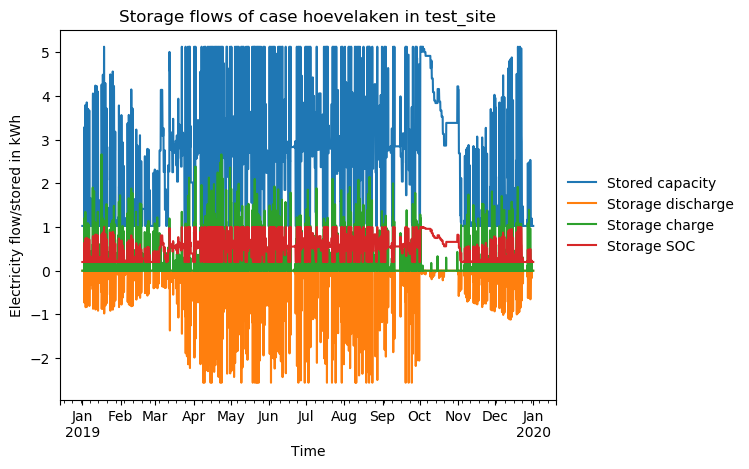 Storage flows of case hoevelaken in test_site
Electricity flow/stored in kWh
5
4
3
2
1
0
−1
−2
Jan Feb Mar Apr May Jun Jul Aug Sep Oct Nov Dec Jan
2019 2020
Time
Stored capacity
Storage discharge
Storage charge
Storage SOC